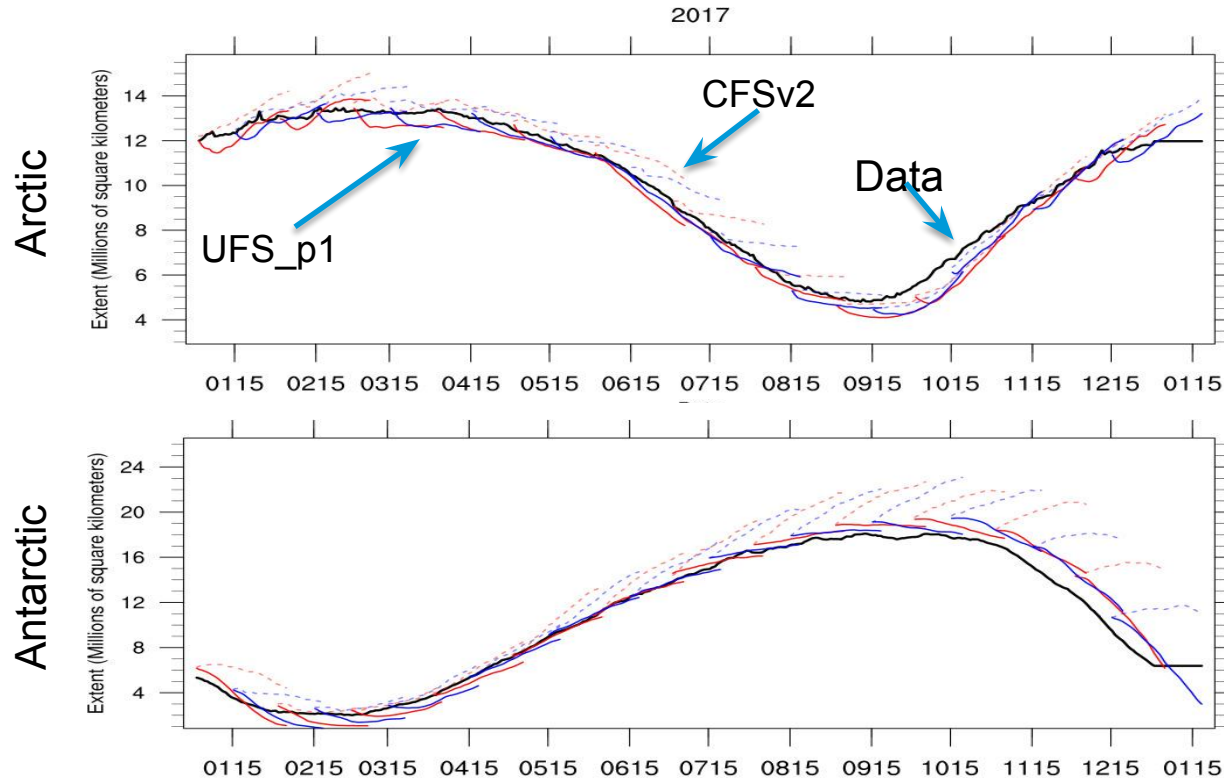 2017
Arctic
Extent (Millions of square kilometers)
14
12
10
8
6
4
CFSv2
Data
UFS_p1
0115 0215 0315 0415 0515 0615 0715 0815 0915 1015 1115 1215 0115
Antarctic
Extent (Millions of square kilometers)
24
20
16
12
8
4
0115 0215 0315 0415 0515 0615 0715 0815 0915 1015 1115 1215 0115